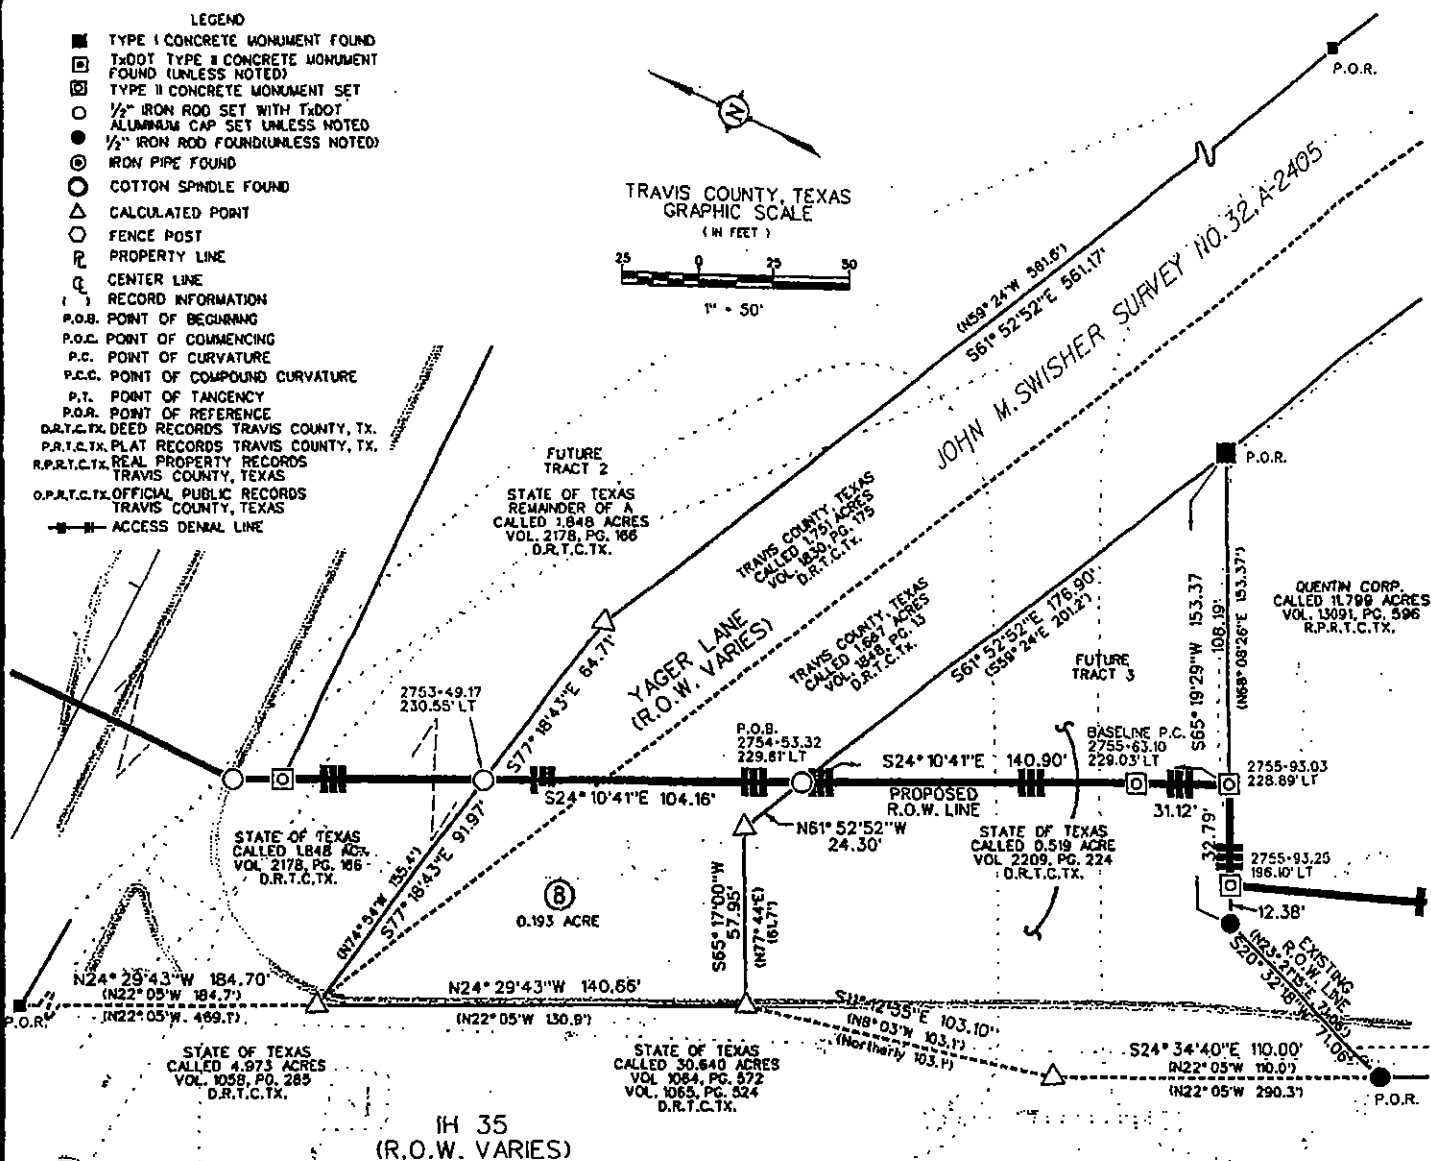 LEGEND
TYPE I CONCRETE MONUMENT FOUND
TxDOT TYPE II CONCRETE MONUMENT
FOUND (UNLESS NOTED)
TYPE II CONCRETE MONUMENT SET
1/2" IRON ROD SET WITH TxDOT
ALUMINUM CAP SET UNLESS NOTED
1/2" IRON ROD FOUND(UNLESS NOTED)
IRON PIPE FOUND
COTTON SPINDLE FOUND
CALCULATED POINT
FENCE POST
PROPERTY LINE
CENTER LINE
( ) RECORD INFORMATION
P.O.B. POINT OF BEGINNING
P.O.C. POINT OF COMMENCING
P.C. POINT OF CURVATURE
P.C.C. POINT OF COMPOUND CURVATURE
P.T. POINT OF TANGENCY
P.O.R. POINT OF REFERENCE
D.R.T.C.TX. DEED RECORDS TRAVIS COUNTY, TX.
P.R.T.C.TX. PLAT RECORDS TRAVIS COUNTY, TX.
R.P.R.T.C.TX. REAL PROPERTY RECORDS
TRAVIS COUNTY, TEXAS
O.P.R.T.C.TX. OFFICIAL PUBLIC RECORDS
TRAVIS COUNTY, TEXAS
ACCESS DENIAL LINE
N
TRAVIS COUNTY, TEXAS
GRAPHIC SCALE
( IN FEET )
25 0 25 50
1" = 50'
P.O.R.
(N59°24'W 581.6')
S61°52'52"E 561.17'
JOHN M. SWISHER SURVEY NO. 32, A-2405
P.O.R.
FUTURE
TRACT 2
STATE OF TEXAS
REMAINDER OF A
CALLED 1.848 ACRES
VOL. 2178, PG. 166
D.R.T.C.TX.
TRAVIS COUNTY, TEXAS
CALLED 1.751 ACRES
VOL. 1830, PG. 175
D.R.T.C.Tx.
YAGER LANE
(R.O.W. VARIES)
TRAVIS COUNTY, TEXAS
CALLED 1.667 ACRES
VOL. 1848, PG. 13
D.R.T.C.Tx.
S61°52'52"E 176.90'
(S59°24'E 201.2')
FUTURE
TRACT 3
S65°19'29"W 153.37
108.19'
(N68°08'26"E 153.37')
QUENTIN CORP.
CALLED 11.799 ACRES
VOL. 13091, PG. 596
R.P.R.T.C.TX.
2753+49.17
230.55' LT
S77°18'43"E 64.71'
P.O.B.
2754+53.32
229.61' LT
S24°10'41"E 140.90'
BASELINE P.C.
2755+63.10
229.03' LT
2755+93.03
228.89' LT
S24°10'41"E 104.16'
PROPOSED
R.O.W. LINE
31.12'
STATE OF TEXAS
CALLED 1.848 AC.
VOL 2178, PG. 166
D.R.T.C.TX.
(N74°54'W 155.4')
S77°18'43"E 91.97'
N61°52'52"W
24.30'
STATE OF TEXAS
CALLED 0.519 ACRE
VOL 2209, PG. 224
D.R.T.C.TX.
32.79'
2755+93.25
196.10' LT
B
0.193 ACRE
S65°17'00"W
57.95'
(N77°44'E)
(61.7')
12.38'
EXISTING
R.O.W. LINE
S20°32'18"W 71.06'
N24°29'43"W 184.70'
(N22°05'W 184.7')
(N22°05'W 469.1')
P.O.R.
N24°29'43"W 140.66'
(N22°05'W 130.9')
S11°42'55"E 103.10'
(N8°03'W 103.1')
(Northerly 103.1')
S24°34'40"E 110.00'
(N22°05'W 110.0')
(N22°05'W 290.3')
P.O.R.
STATE OF TEXAS
CALLED 4.973 ACRES
VOL. 1058, PG. 285
D.R.T.C.TX.
STATE OF TEXAS
CALLED 30.640 ACRES
VOL 1064, PG. 572
VOL. 1065, PG. 524
D.R.T.C.TX.
IH 35
(R.O.W. VARIES)